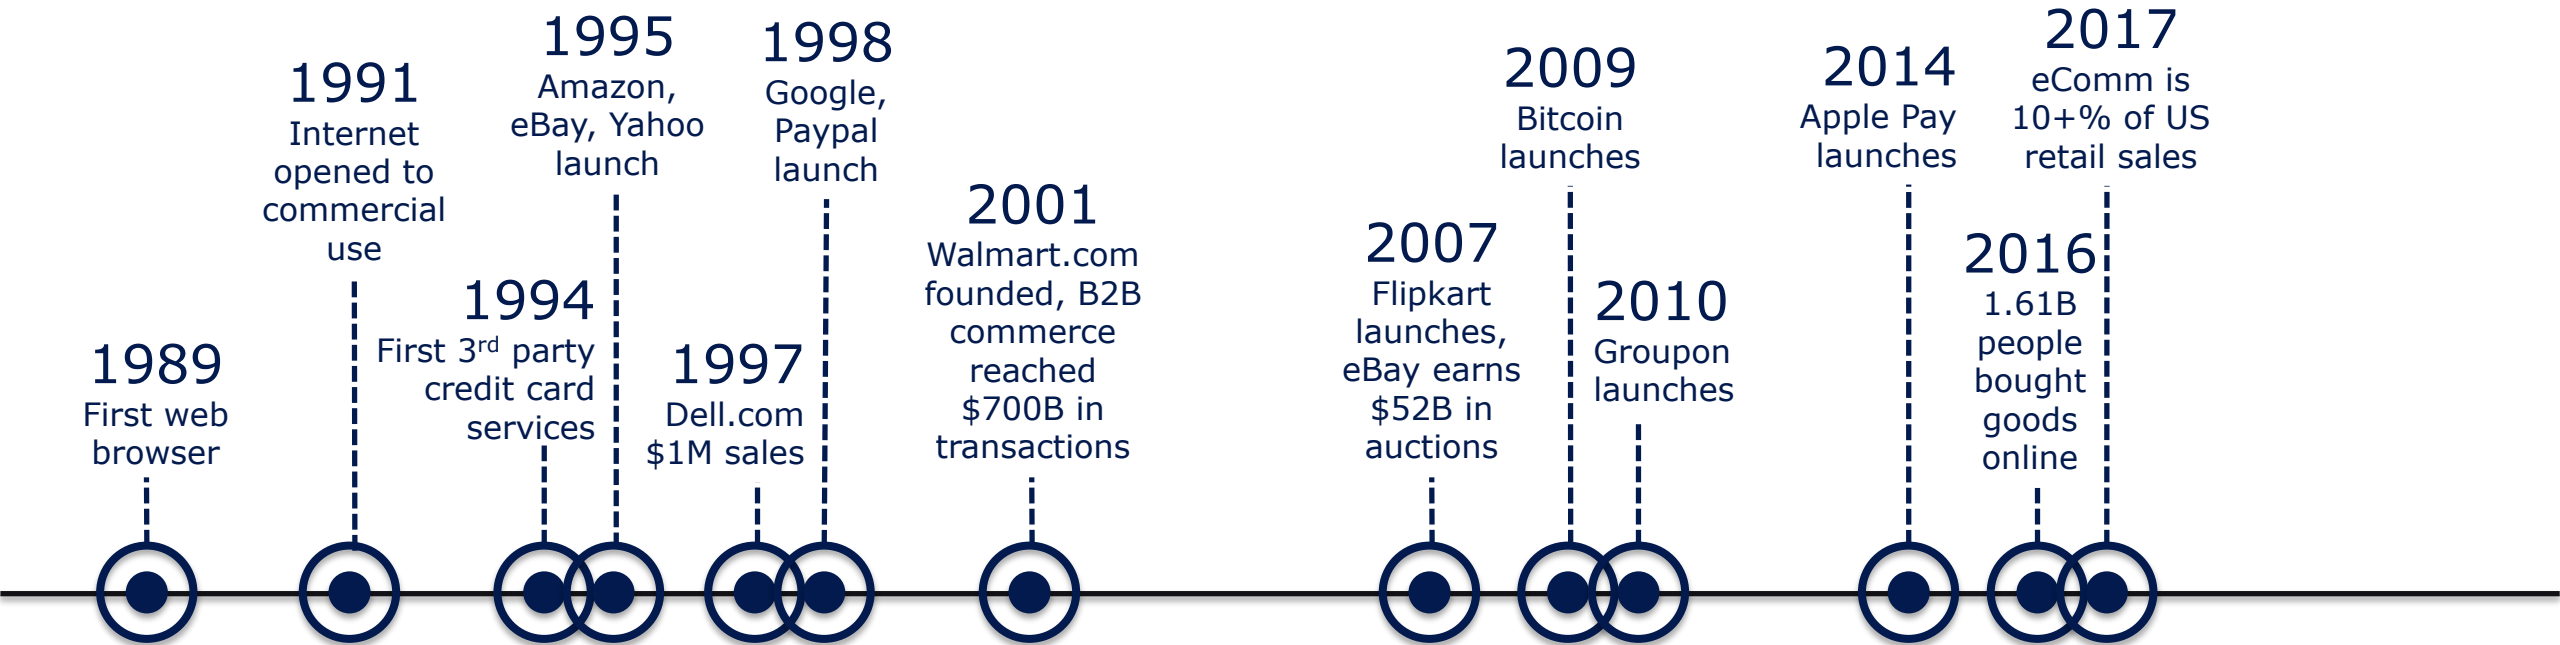 1989
First web
browser
1991
Internet
opened to
commercial
use
1994
First 3rd party
credit card
services
1995
Amazon,
eBay, Yahoo
launch
1997
Dell.com
$1M sales
1998
Google,
Paypal
launch
2001
Walmart.com
founded, B2B
commerce
reached
$700B in
transactions
2007
Flipkart
launches,
eBay earns
$52B in
auctions
2009
Bitcoin
launches
2010
Groupon
launches
2014
Apple Pay
launches
2016
1.61B
people
bought
goods
online
2017
eComm is
10+% of US
retail sales